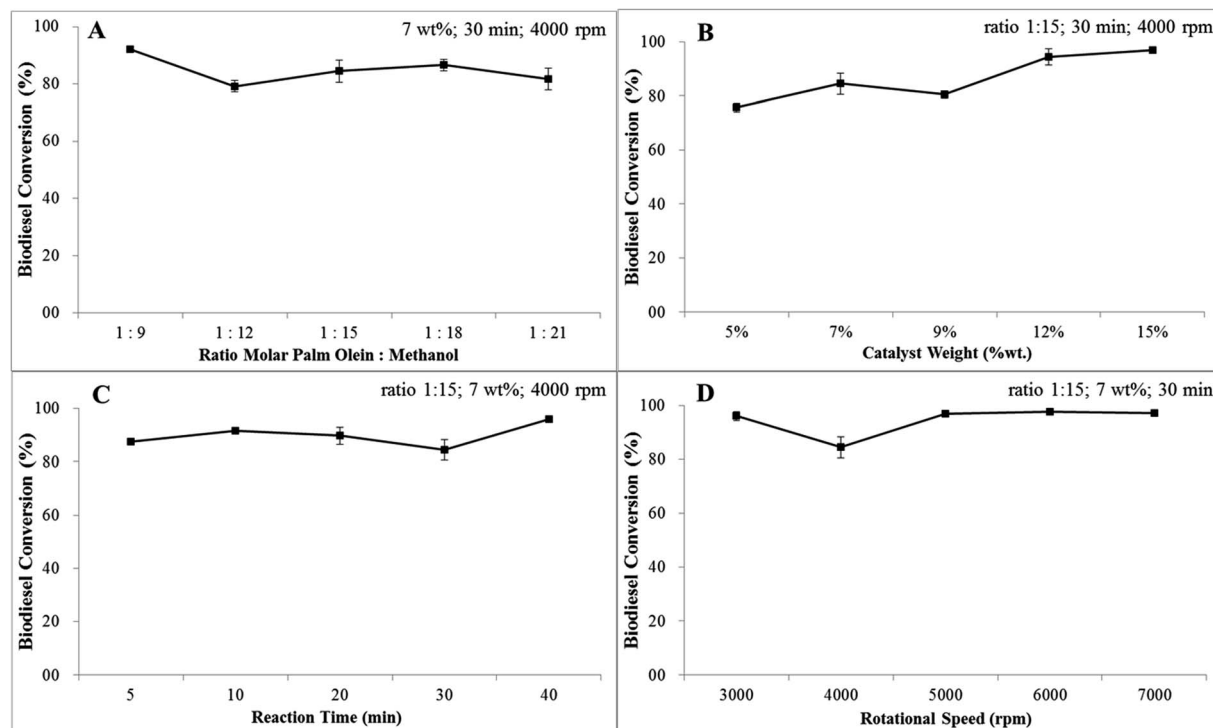 A
7 wt%; 30 min; 4000 rpm
Biodiesel Conversion (%)
100
80
60
40
20
00
1 : 9 1 : 12 1 : 15 1 : 18 1 : 21
Ratio Molar Palm Olein : Methanol
B
ratio 1:15; 30 min; 4000 rpm
Biodiesel Conversion (%)
100
80
60
40
20
00
5% 7% 9% 12% 15%
Catalyst Weight (%wt.)
C
ratio 1:15; 7 wt%; 4000 rpm
Biodiesel Conversion (%)
100
80
60
40
20
00
5 10 20 30 40
Reaction Time (min)
D
ratio 1:15; 7 wt%; 30 min
Biodiesel Conversion (%)
100
80
60
40
20
00
3000 4000 5000 6000 7000
Rotational Speed (rpm)